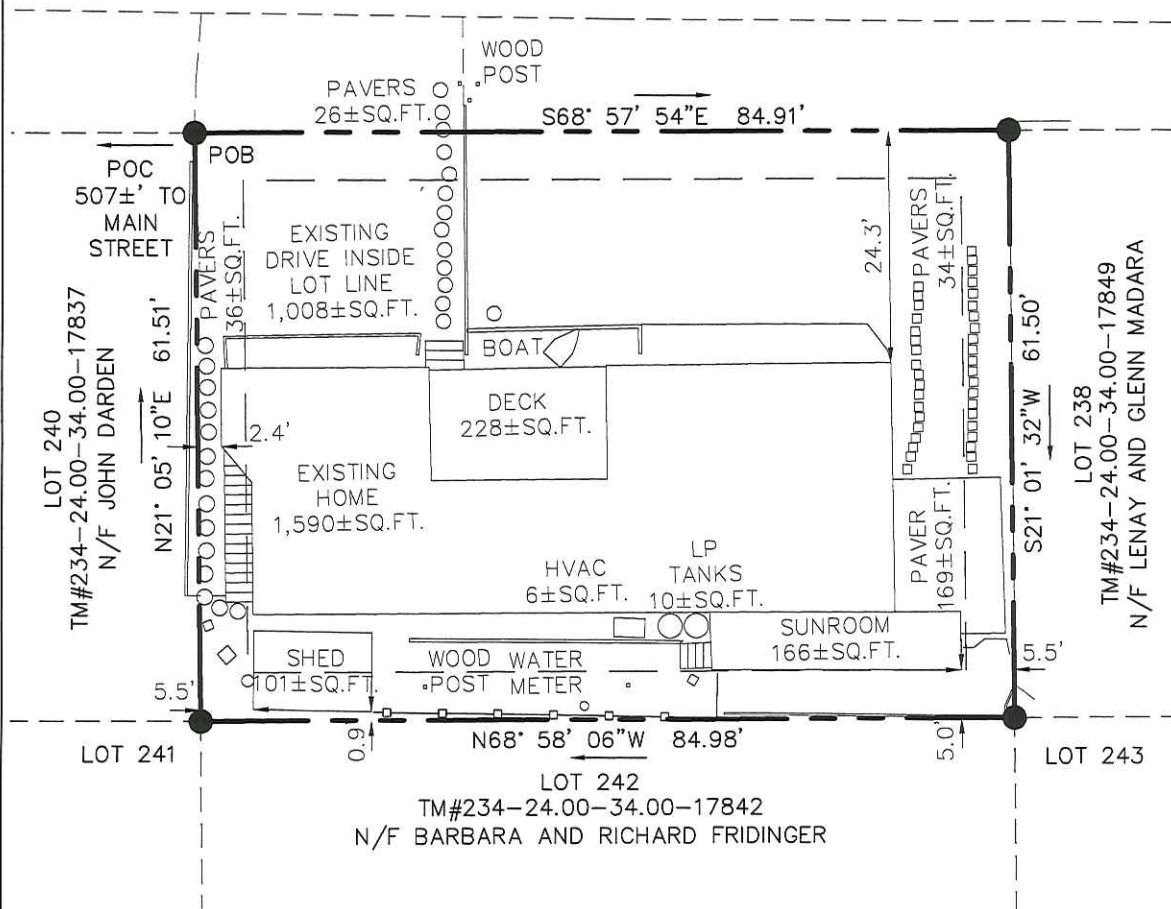 WOOD
POST
PAVERS
26±SQ.FT.
S68° 57' 54"E 84.91'
POB
POC
507±' TO
MAIN
STREET
PAVERS
36±SQ.FT.
EXISTING
DRIVE INSIDE
LOT LINE
1,008±SQ.FT.
24.3'
PAVERS
34±SQ.FT.
LOT 240
TM#234-24.00-34.00-17837
N/F JOHN DARDEN
N21° 05' 10"E 61.51'
BOAT
DECK
228±SQ.FT.
2.4'
EXISTING
HOME
1,590±SQ.FT.
S21° 01' 32"W 61.50'
LOT 238
TM#234-24.00-34.00-17849
N/F LENAY AND GLENN MADARA
HVAC
6±SQ.FT.
LP
TANKS
10±SQ.FT.
PAVER
169±SQ.FT.
SUNROOM
166±SQ.FT.
SHED
101±SQ.FT.
WOOD
POST
WATER
METER
5.5'
5.5'
0.9'
N68° 58' 06"W 84.98'
5.0'
LOT 241
LOT 243
LOT 242
TM#234-24.00-34.00-17842
N/F BARBARA AND RICHARD FRIDINGER